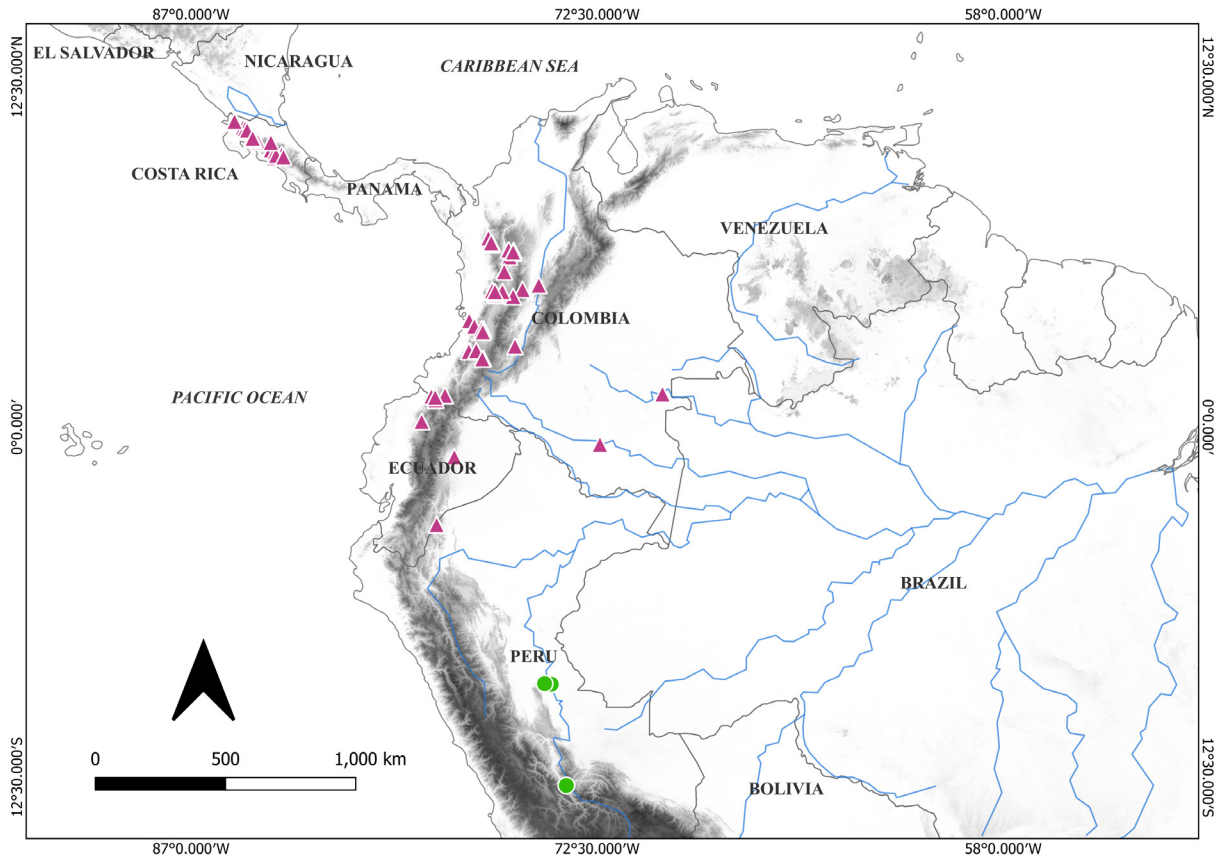 87°0.000'W 72°30.000'W 58°0.000'W
12°30.000'N
12°30.000'N
EL SALVADOR
NICARAGUA
CARIBBEAN SEA
COSTA RICA
PANAMA
VENEZUELA
COLOMBIA
PACIFIC OCEAN
0°0.000'
0°0.000'
ECUADOR
BRAZIL
PERU
0 500 1,000 km
12°30.000'S
12°30.000'S
BOLIVIA
87°0.000'W 72°30.000'W 58°0.000'W